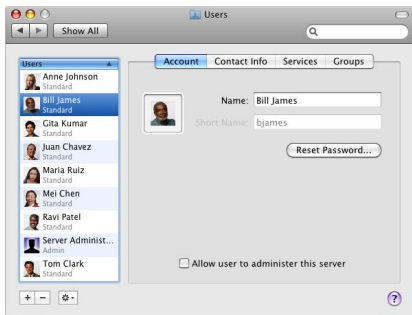 Users
Show All
Users
Anne Johnson
Standard
Bill James
Standard
Gita Kumar
Standard
Juan Chavez
Standard
Maria Ruiz
Standard
Mei Chen
Standard
Ravi Patel
Standard
Server Administ...
Admin
Tom Clark
Standard
Account Contact Info Services Groups
Name: Bill James
Short Name: bjames
Reset Password...
Allow user to administer this server
+ −
?